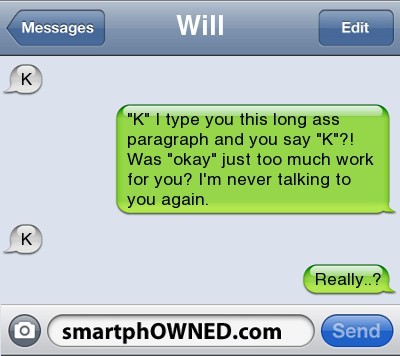 Messages
Will
Edit
K
"K" I type you this long ass
paragraph and you say "K"?!
Was "okay" just too much work
for you? I'm never talking to
you again.
K
Really..?
smartphOWNED.com
Send